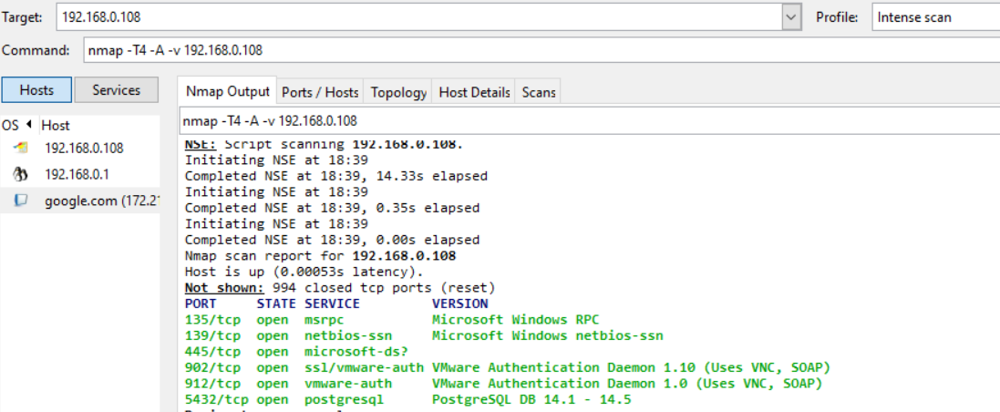 Target: 192.168.0.108 Profile: Intense scan
Command: nmap -T4 -A -v 192.168.0.108
Hosts Services Nmap Output Ports / Hosts Topology Host Details Scans
OS Host
nmap -T4 -A -v 192.168.0.108
192.168.0.108
192.168.0.1
google.com (172.21
NSE: Script scanning 192.168.0.108.
Initiating NSE at 18:39
Completed NSE at 18:39, 14.33s elapsed
Initiating NSE at 18:39
Completed NSE at 18:39, 0.35s elapsed
Initiating NSE at 18:39
Completed NSE at 18:39, 0.00s elapsed
Nmap scan report for 192.168.0.108
Host is up (0.00053s latency).
Not shown: 994 closed tcp ports (reset)
PORT STATE SERVICE VERSION
135/tcp open msrpc Microsoft Windows RPC
139/tcp open netbios-ssn Microsoft Windows netbios-ssn
445/tcp open microsoft-ds?
902/tcp open ssl/vmware-auth VMware Authentication Daemon 1.10 (Uses VNC, SOAP)
912/tcp open vmware-auth VMware Authentication Daemon 1.0 (Uses VNC, SOAP)
5432/tcp open postgresql PostgreSQL DB 14.1 - 14.5